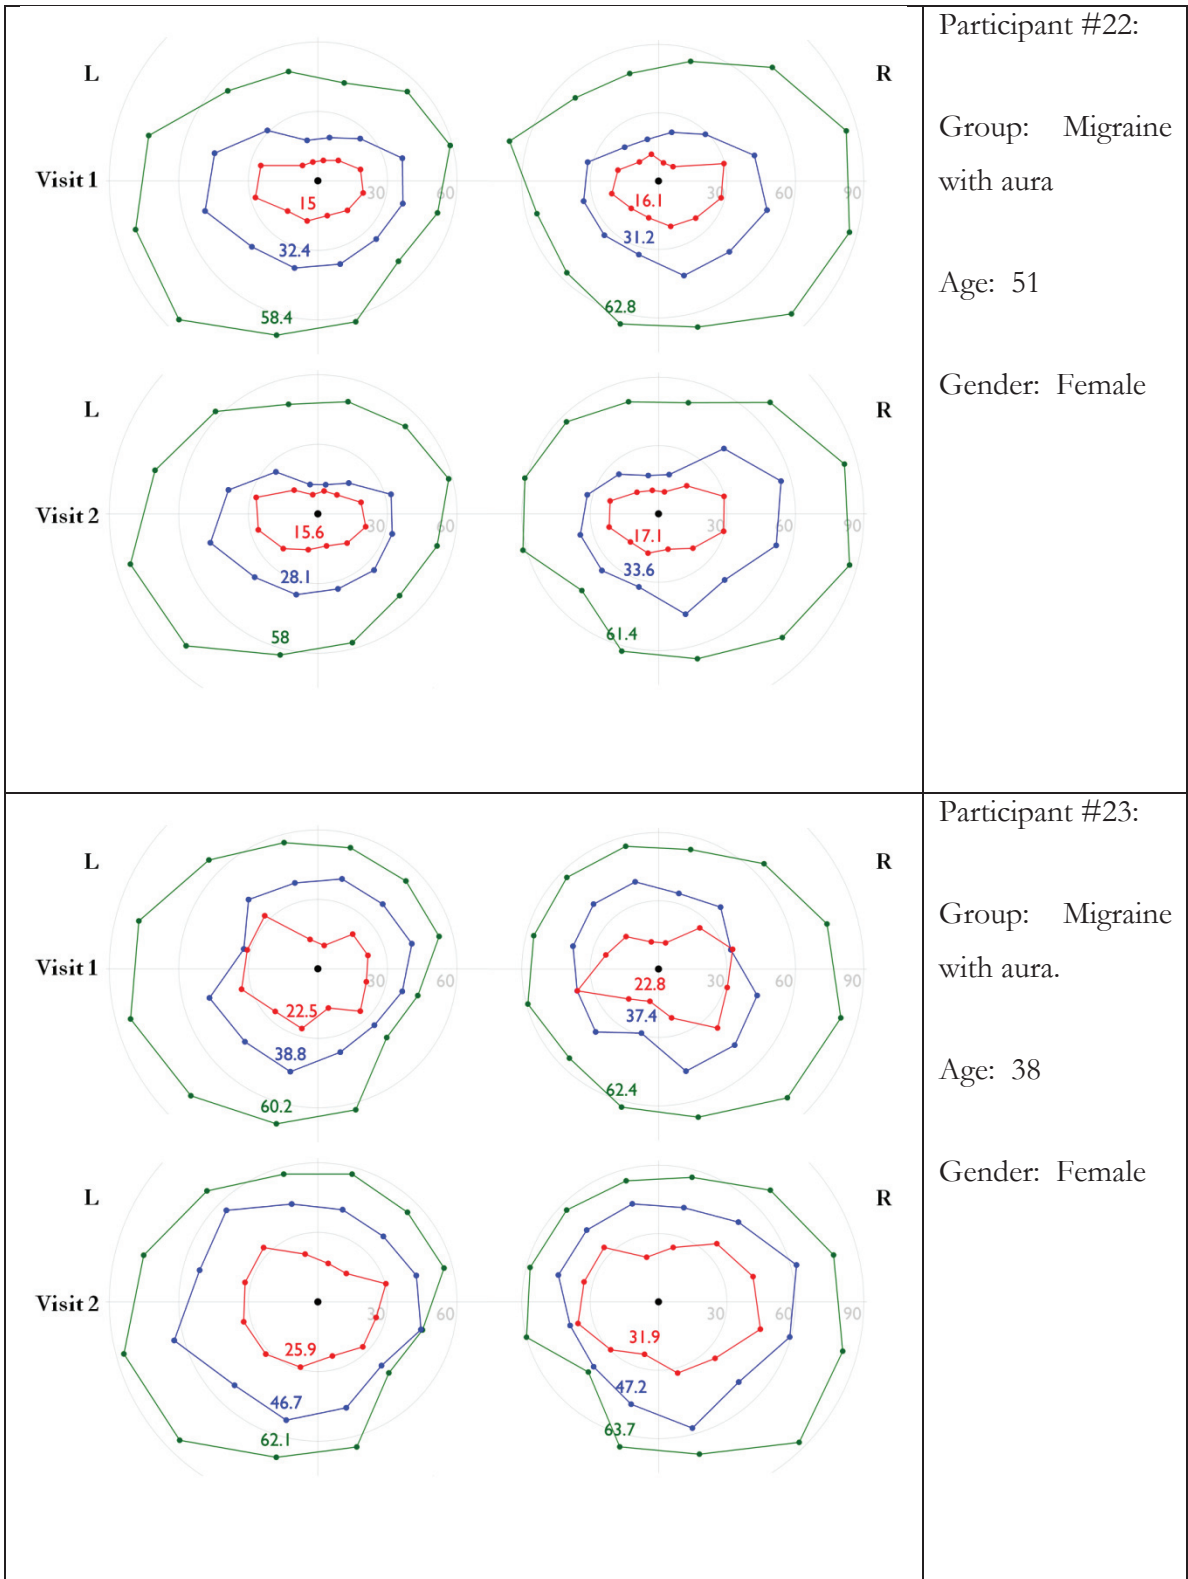 Participant #22:
Group: Migraine
with aura
Age: 51
Gender: Female
L
R
Visit 1
30
60
15
32.4
58.4
30
60
90
16.1
31.2
62.8
L
R
Visit 2
30
60
15.6
28.1
58
30
60
90
17.1
33.6
61.4
Participant #23:
Group: Migraine
with aura.
Age: 38
Gender: Female
L
R
Visit 1
30
60
22.5
38.8
60.2
30
60
90
22.8
37.4
62.4
L
R
Visit 2
30
60
25.9
46.7
62.1
30
60
90
31.9
47.2
63.7